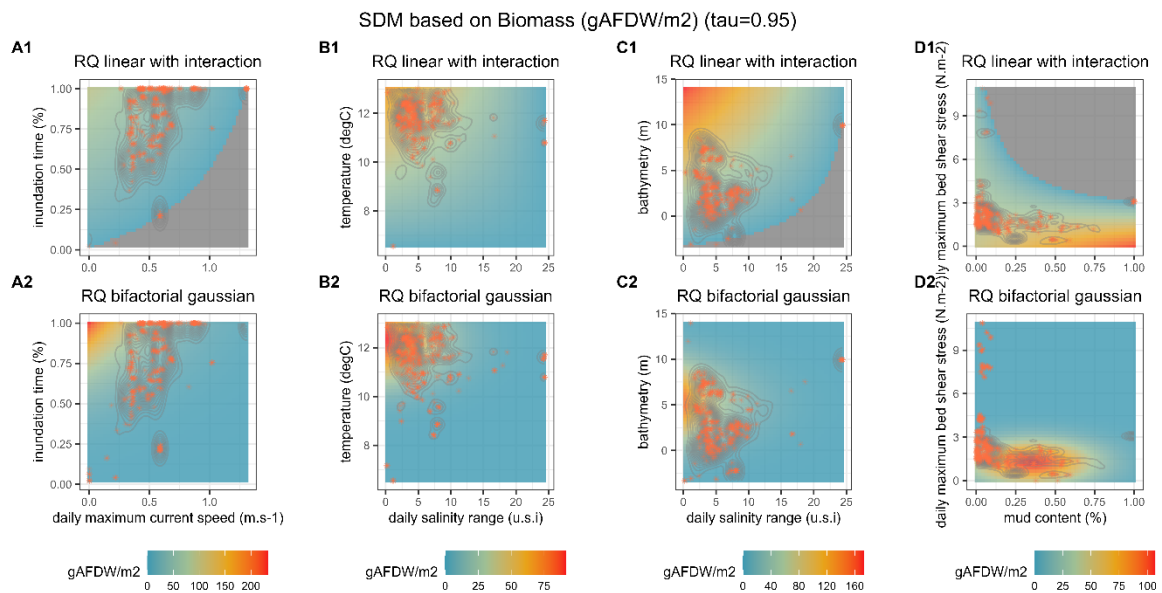 SDM based on Biomass (gAFDW/m2) (tau=0.95)
A1
RQ linear with interaction
B1
RQ linear with interaction
C1
RQ linear with interaction
D1
RQ linear with interaction
inundation time (%)
1.00
0.75
0.50
0.25
0.00
0.0
0.5
1.0
temperature (degC)
12
10
8
0
5
10
15
20
25
bathymetry (m)
15
10
5
0
0
5
10
15
20
25
ly maximum bed shear stress (N.m-2)
9
6
3
0
0.00
0.25
0.50
0.75
1.00
A2
RQ bifactorial gaussian
B2
RQ bifactorial gaussian
C2
RQ bifactorial gaussian
D2
RQ bifactorial gaussian
inundation time (%)
1.00
0.75
0.50
0.25
0.00
0.0
0.5
1.0
daily maximum current speed (m.s-1)
temperature (degC)
12
10
8
0
5
10
15
20
25
daily salinity range (u.s.i)
bathymetry (m)
15
10
5
0
0
5
10
15
20
25
daily salinity range (u.s.i)
daily maximum bed shear stress (N.m-2)
9
6
3
0
0.00
0.25
0.50
0.75
1.00
mud content (%)
gAFDW/m2
0 50 100 150 200
gAFDW/m2
0 25 50 75
gAFDW/m2
0 40 80 120 160
gAFDW/m2
0 25 50 75 100